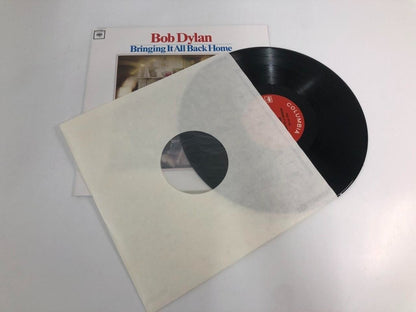 Bob Dylan
Bringing It All Back Home
COLUMBIA